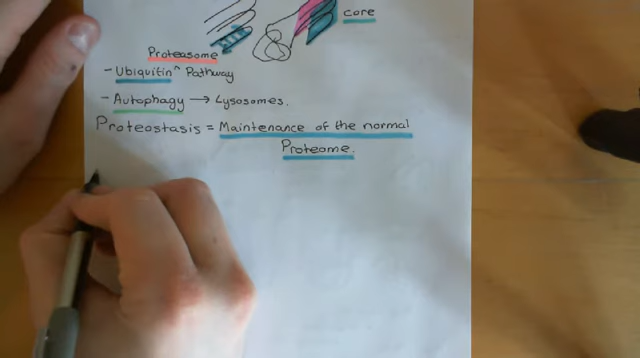 core
Proteasome
- Ubiquitin ^ Pathway
- Autophagy → Lysosomes.
Proteostasis = Maintenance of the normal
Proteome.